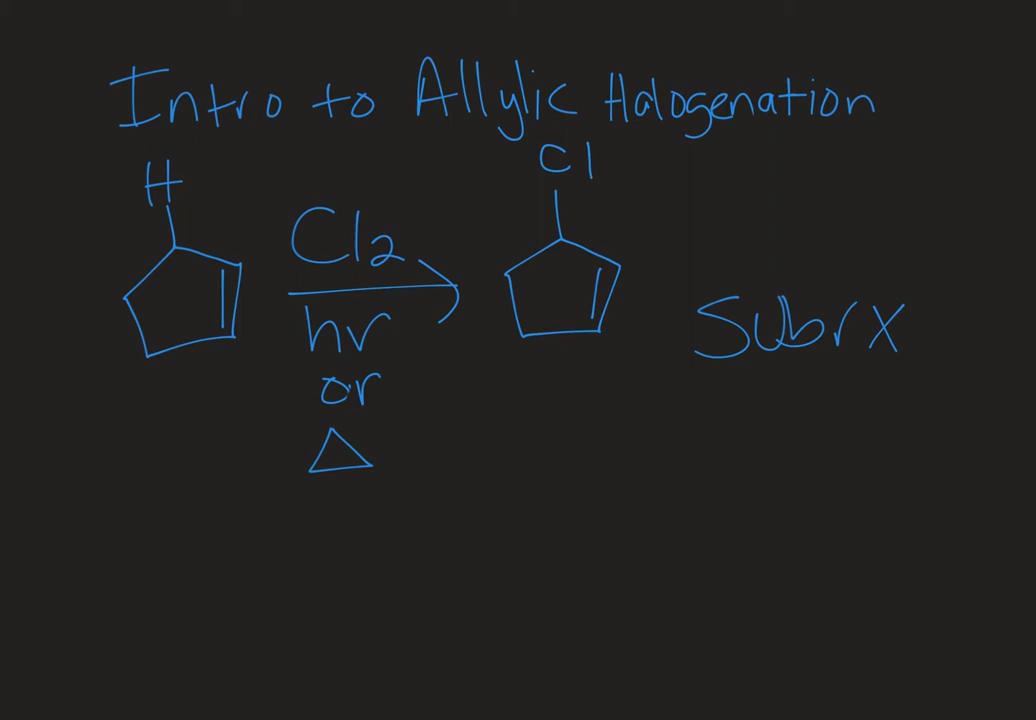 Intro to Allylic Halogenation
H
Cl
Cl2
hv
or
Δ
Sub rx